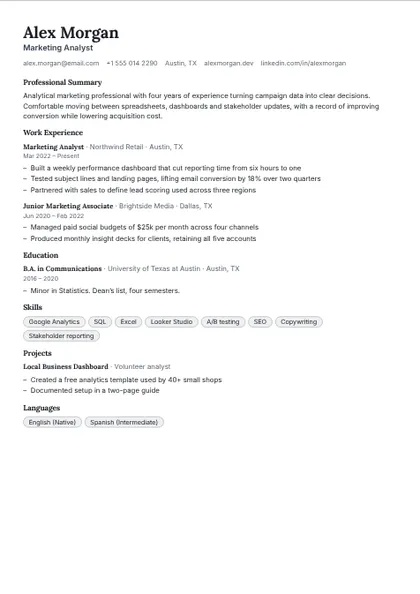 Alex Morgan
Marketing Analyst
alex.morgan@email.com +1 555 014 2290 Austin, TX alexmorgan.dev linkedin.com/in/alexmorgan
Professional Summary
Analytical marketing professional with four years of experience turning campaign data into clear decisions.
Comfortable moving between spreadsheets, dashboards and stakeholder updates, with a record of improving
conversion while lowering acquisition cost.
Work Experience
Marketing Analyst · Northwind Retail · Austin, TX
Mar 2022 – Present
– Built a weekly performance dashboard that cut reporting time from six hours to one
– Tested subject lines and landing pages, lifting email conversion by 18% over two quarters
– Partnered with sales to define lead scoring used across three regions
Junior Marketing Associate · Brightside Media · Dallas, TX
Jun 2020 – Feb 2022
– Managed paid social budgets of $25k per month across four channels
– Produced monthly insight decks for clients, retaining all five accounts
Education
B.A. in Communications · University of Texas at Austin · Austin, TX
2016 – 2020
– Minor in Statistics. Dean's list, four semesters.
Skills
Google Analytics SQL Excel Looker Studio A/B testing SEO Copywriting
Stakeholder reporting
Projects
Local Business Dashboard · Volunteer analyst
– Created a free analytics template used by 40+ small shops
– Documented setup in a two-page guide
Languages
English (Native) Spanish (Intermediate)